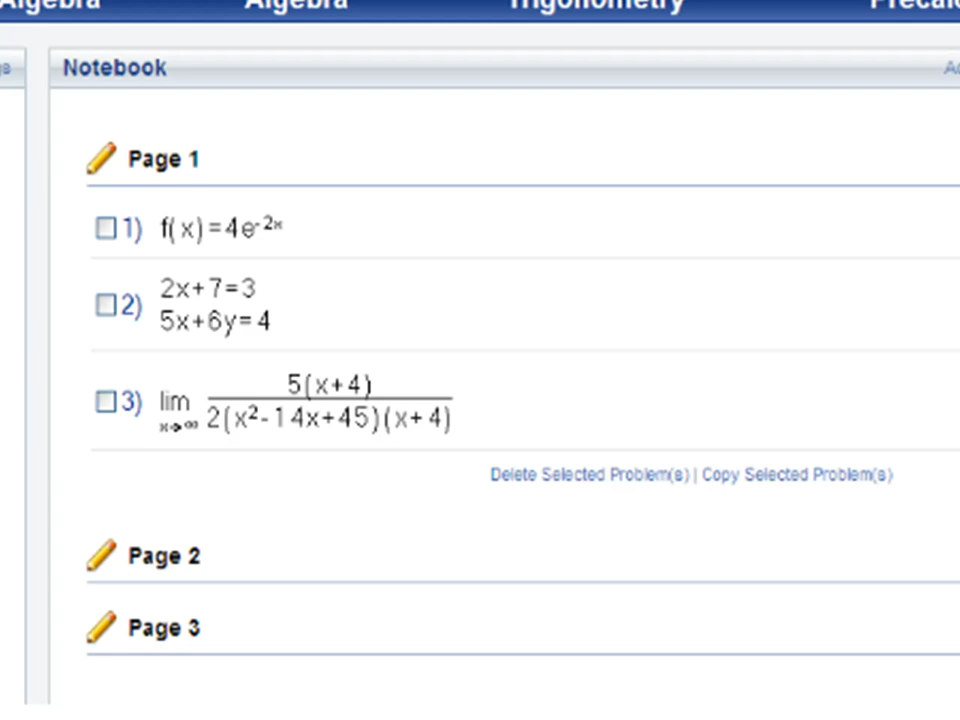 Algebra Algebra Trigonometry
Notebook
Page 1
1) f(x)=4e^-2x
2) 2x+7=3
5x+6y=4
3) lim x→∞ 5(x+4) / 2(x²-14x+45)(x+4)
Delete Selected Problem(s) | Copy Selected Problem(s)
Page 2
Page 3